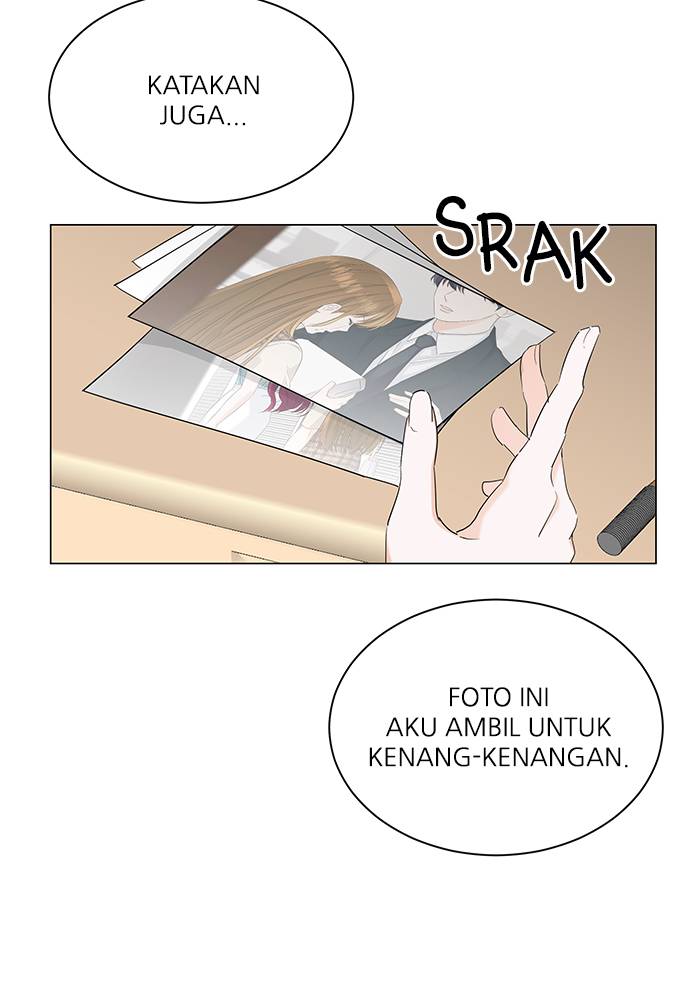 KATAKAN
JUGA...
SRAK
FOTO INI
AKU AMBIL UNTUK
KENANG-KENANGAN.